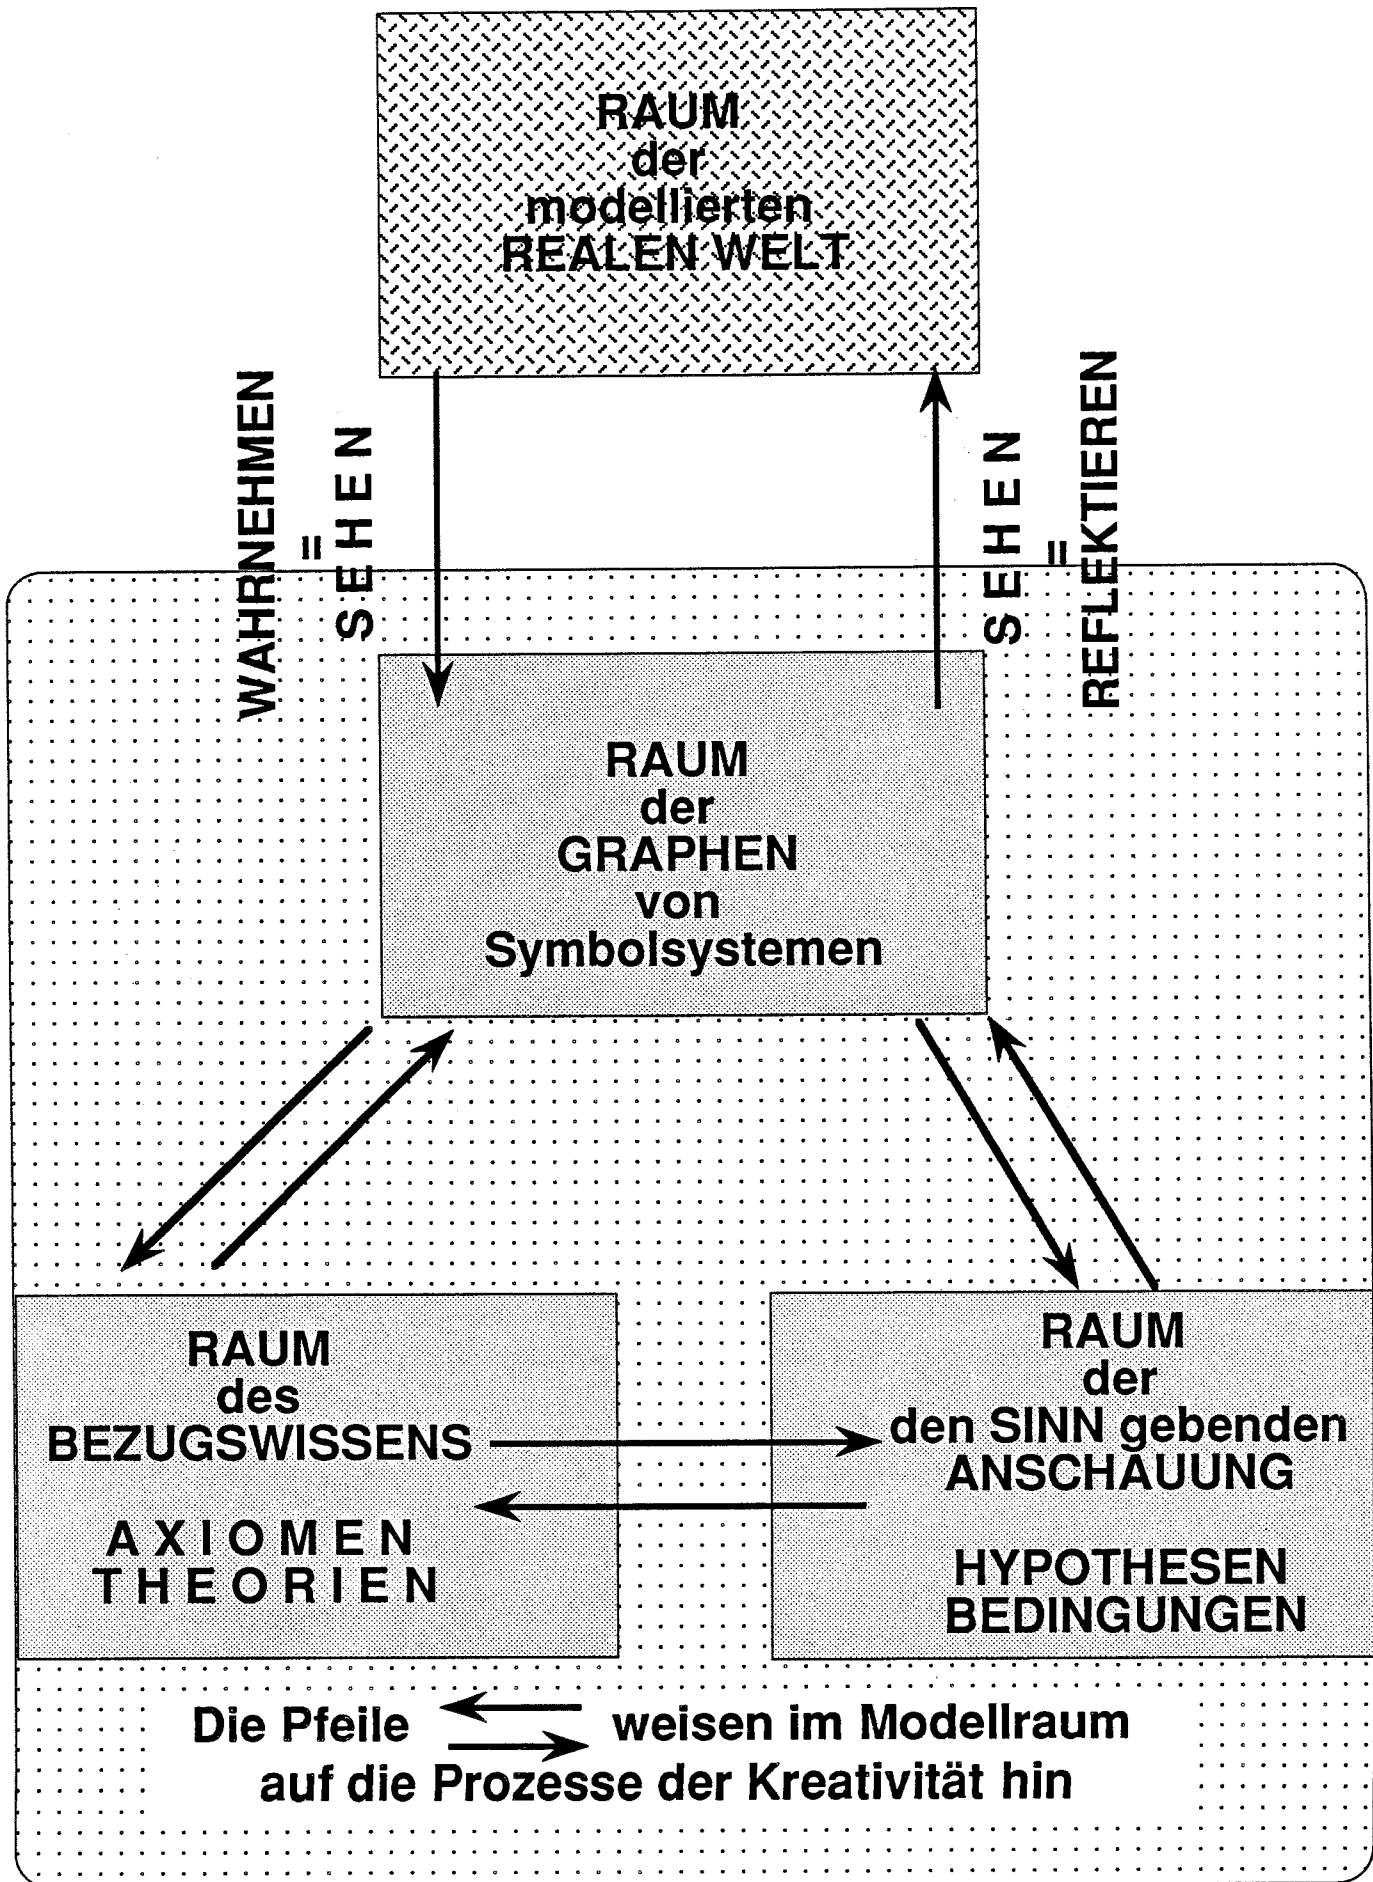 RAUM
der
modellierten
REALEN WELT
WAHRNEHMEN
=
S E H E N
S E H E N
=
REFLEKTIEREN
RAUM
der
GRAPHEN
von
Symbolsystemen
RAUM
des
BEZUGSWISSENS
A X I O M E N
T H E O R I E N
RAUM
der
den SINN gebenden
ANSCHAUUNG
HYPOTHESEN
BEDINGUNGEN
Die Pfeile weisen im Modellraum
auf die Prozesse der Kreativität hin